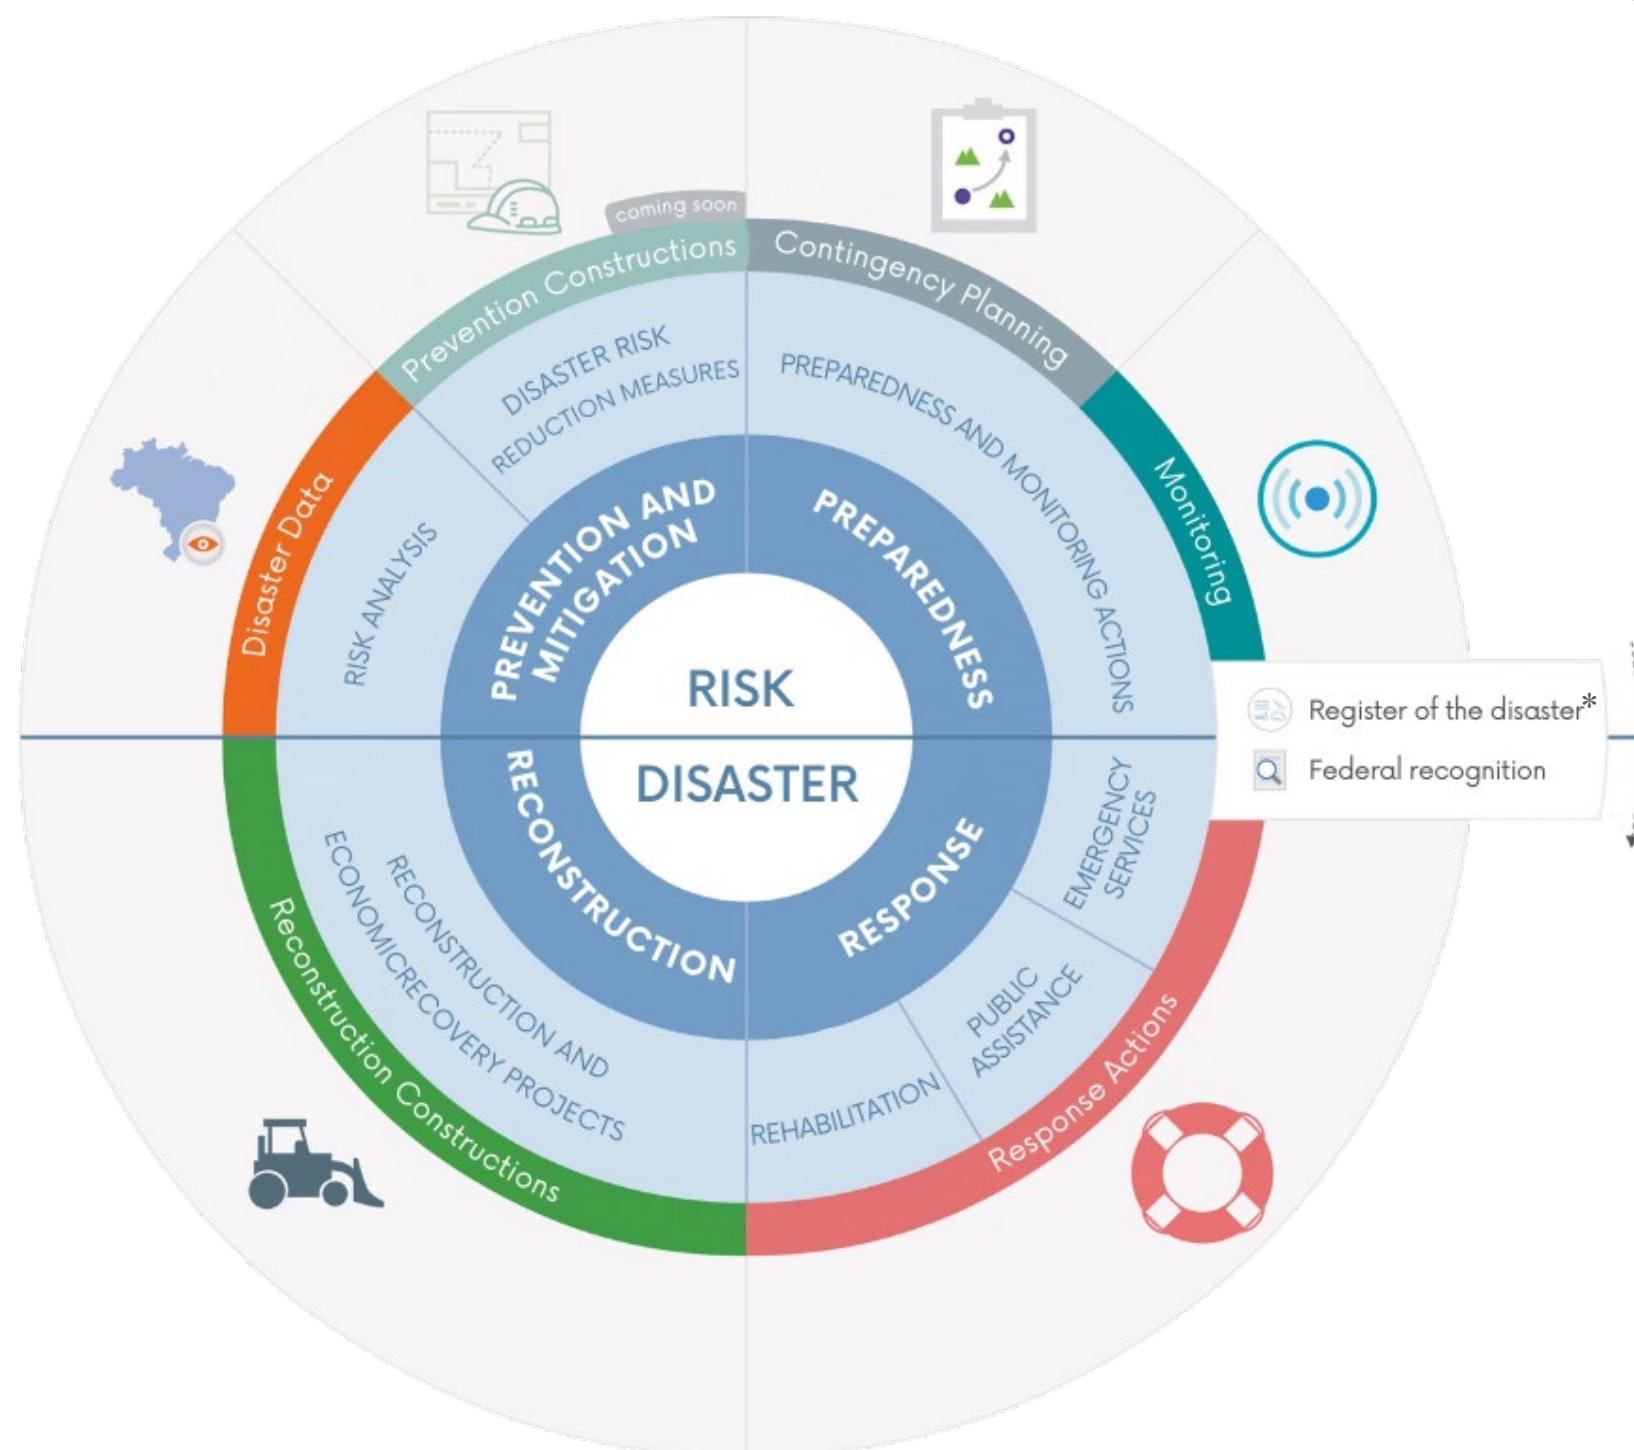 coming soon
Prevention Constructions
Contingency Planning
DISASTER RISK
REDUCTION MEASURES
PREPAREDNESS AND MONITORING ACTIONS
Disaster Data
Monitoring
RISK ANALYSIS
PREVENTION AND
MITIGATION
PREPAREDNESS
RISK
Register of the disaster*
DISASTER
Federal recognition
RECONSTRUCTION
RESPONSE
EMERGENCY
SERVICES
RECONSTRUCTION AND
ECONOMICRECOVERY PROJECTS
PUBLIC
ASSISTANCE
REHABILITATION
Reconstruction Constructions
Response Actions